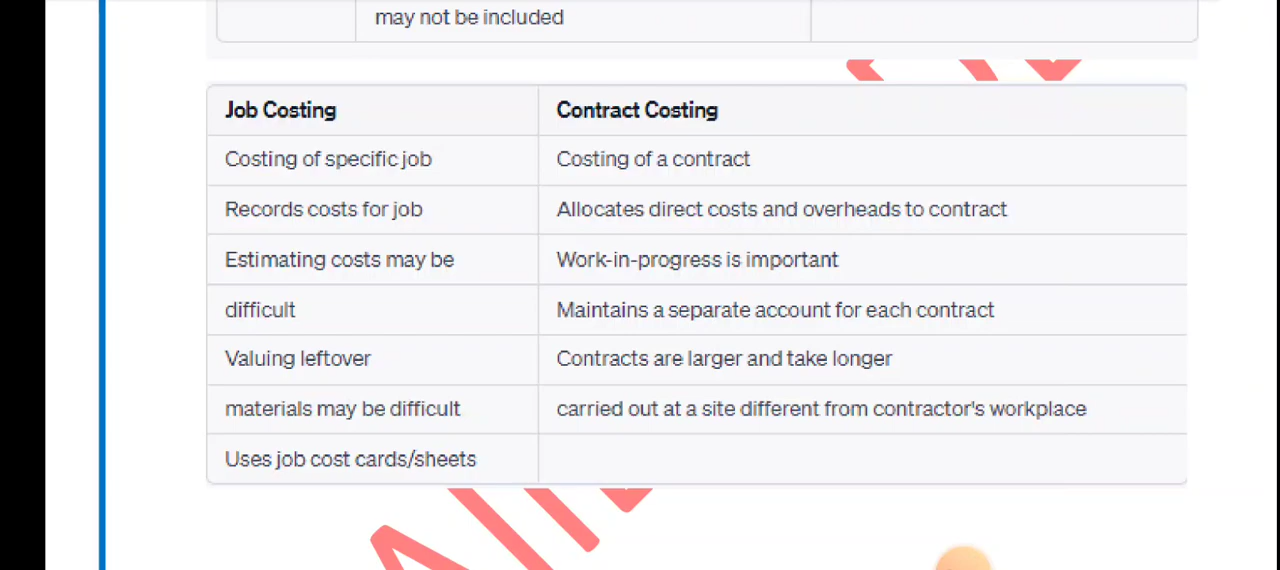 may not be included
Job Costing Contract Costing
Costing of specific job Costing of a contract
Records costs for job Allocates direct costs and overheads to contract
Estimating costs may be Work-in-progress is important
difficult Maintains a separate account for each contract
Valuing leftover Contracts are larger and take longer
materials may be difficult carried out at a site different from contractor's workplace
Uses job cost cards/sheets